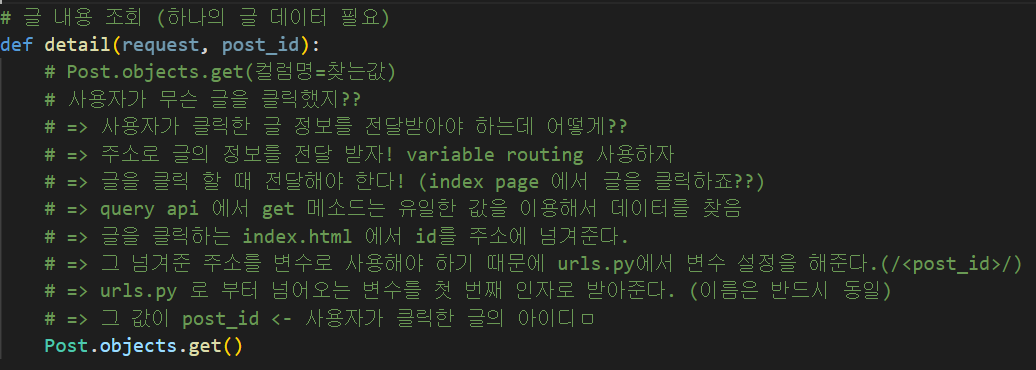 # 글 내용 조회 (하나의 글 데이터 필요)
def detail(request, post_id):
    # Post.objects.get(컬럼명=찾는값)
    # 사용자가 무슨 글을 클릭했지??
    # => 사용자가 클릭한 글 정보를 전달받아야 하는데 어떻게??
    # => 주소로 글의 정보를 전달 받자! variable routing 사용하자
    # => 글을 클릭 할 때 전달해야 한다! (index page 에서 글을 클릭하죠??)
    # => query api 에서 get 메소드는 유일한 값을 이용해서 데이터를 찾음
    # => 글을 클릭하는 index.html 에서 id를 주소에 넘겨준다.
    # => 그 넘겨준 주소를 변수로 사용해야 하기 때문에 urls.py에서 변수 설정을 해준다.(/<post_id>/)
    # => urls.py 로 부터 넘어오는 변수를 첫 번째 인자로 받아준다. (이름은 반드시 동일)
    # => 그 값이 post_id <- 사용자가 클릭한 글의 아이디ㅁ
    Post.objects.get()